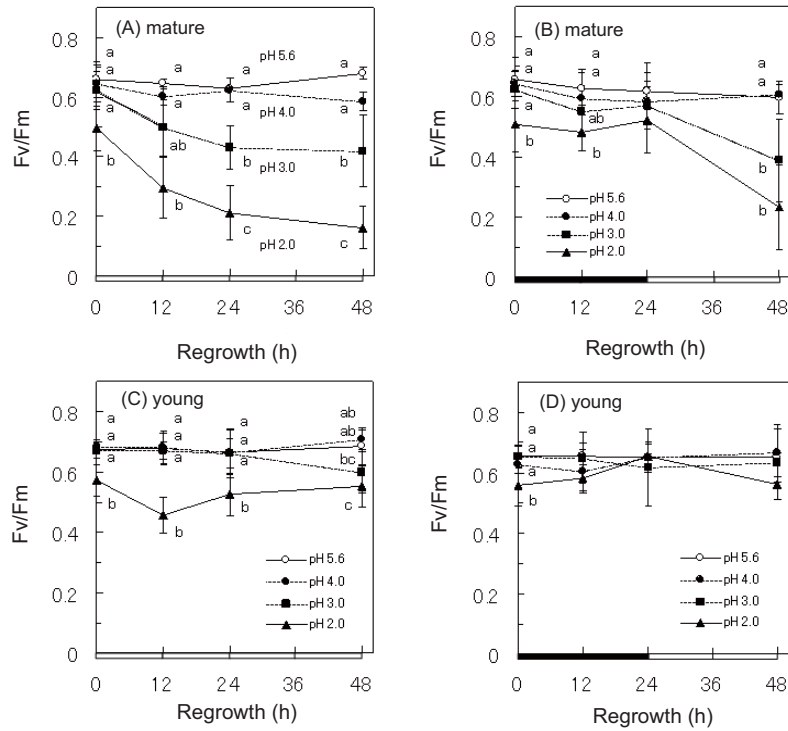 (A) mature
Fv/Fm
0.8
0.6
0.4
0.2
0
a a a a
a a a a
a ab b b
b b c c
pH 5.6
pH 4.0
pH 3.0
pH 2.0
0 12 24 36 48
Regrowth (h)
(B) mature
0.8
0.6
0.4
0.2
0
a a a
a a a
a ab b
b b b
pH 5.6
pH 4.0
pH 3.0
pH 2.0
0 12 24 36 48
Regrowth (h)
(C) young
Fv/Fm
0.8
0.6
0.4
0.2
0
a a a ab
a a a ab
a a a bc
b b b c
pH 5.6
pH 4.0
pH 3.0
pH 2.0
0 12 24 36 48
Regrowth (h)
(D) young
0.8
0.6
0.4
0.2
0
a
a
a
b
pH 5.6
pH 4.0
pH 3.0
pH 2.0
0 12 24 36 48
Regrowth (h)